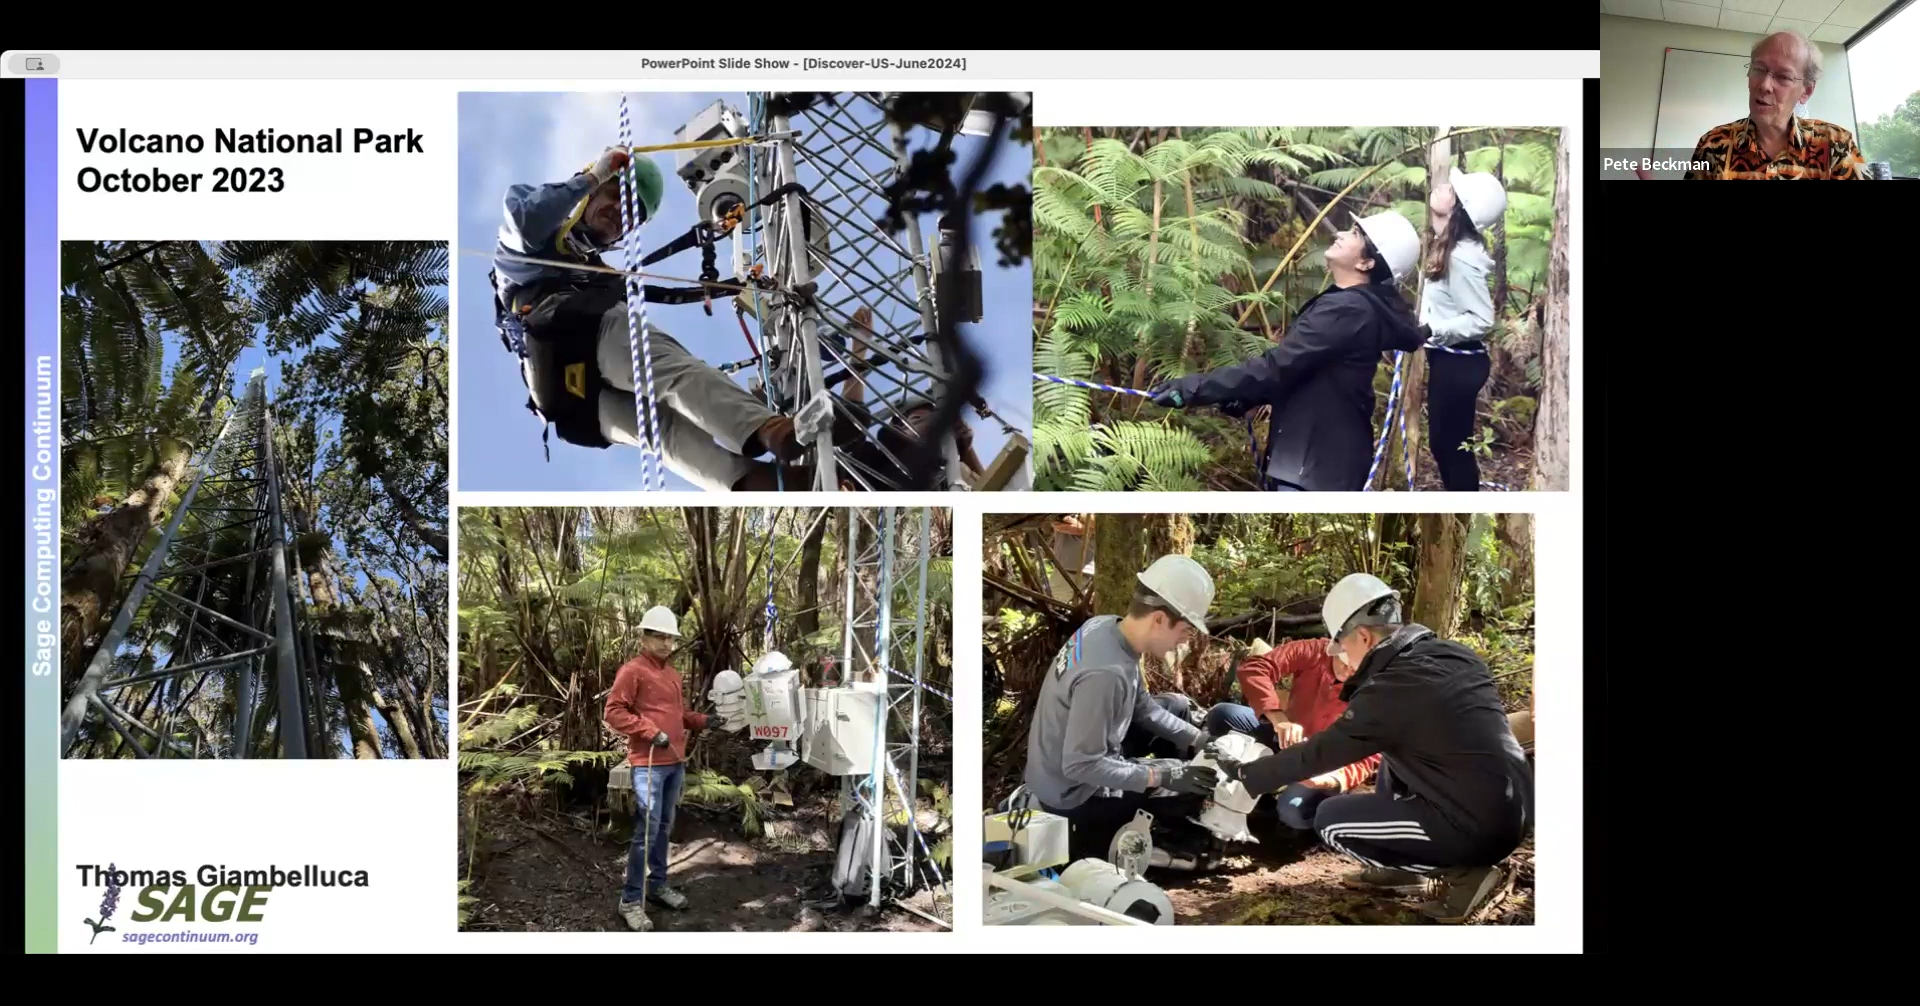 PowerPoint Slide Show - [Discover-US-June2024]
Pete Beckman
Volcano National Park
October 2023
Sage Computing Continuum
W097
Thomas Giambelluca
SAGE
sagecontinuum.org